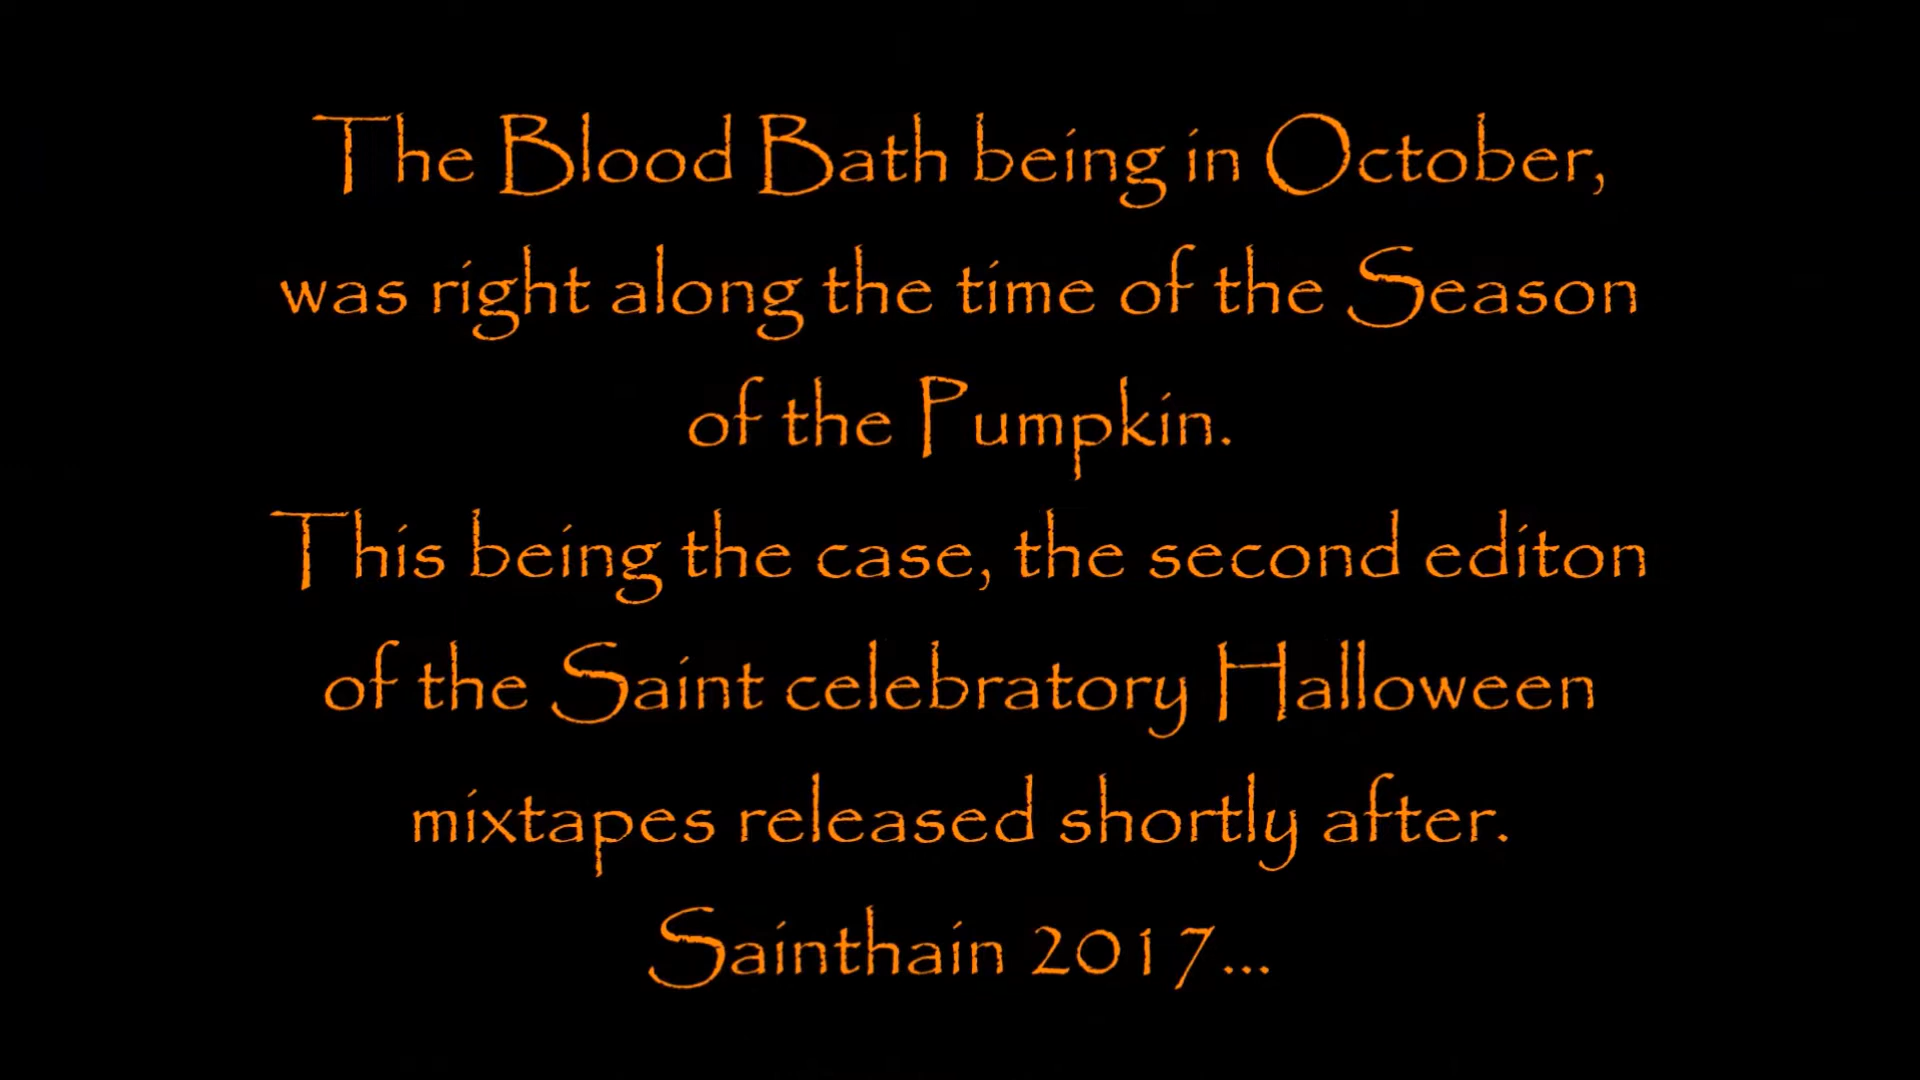 The Blood Bath being in October,
was right along the time of the Season
of the Pumpkin.
This being the case, the second editon
of the Saint celebratory Halloween
mixtapes released shortly after.
Sainthain 2017...